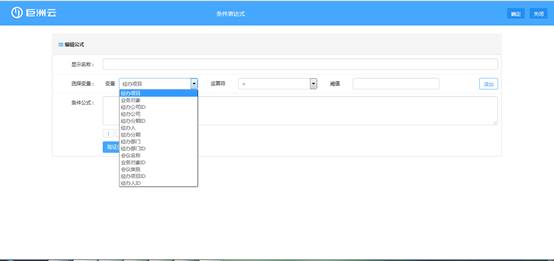 巨洲云
条件表达式
确定 关闭
编辑公式
显示名称：
选择变量： 变量 经办项目 运算符 = 阈值 添加
经办项目
业务对象
经办公司ID
经办公司
经办分期ID
经办人
经办分期
经办部门
经办部门ID
会议名称
业务对象ID
会议类别
经办项目ID
经办人ID
条件公式：